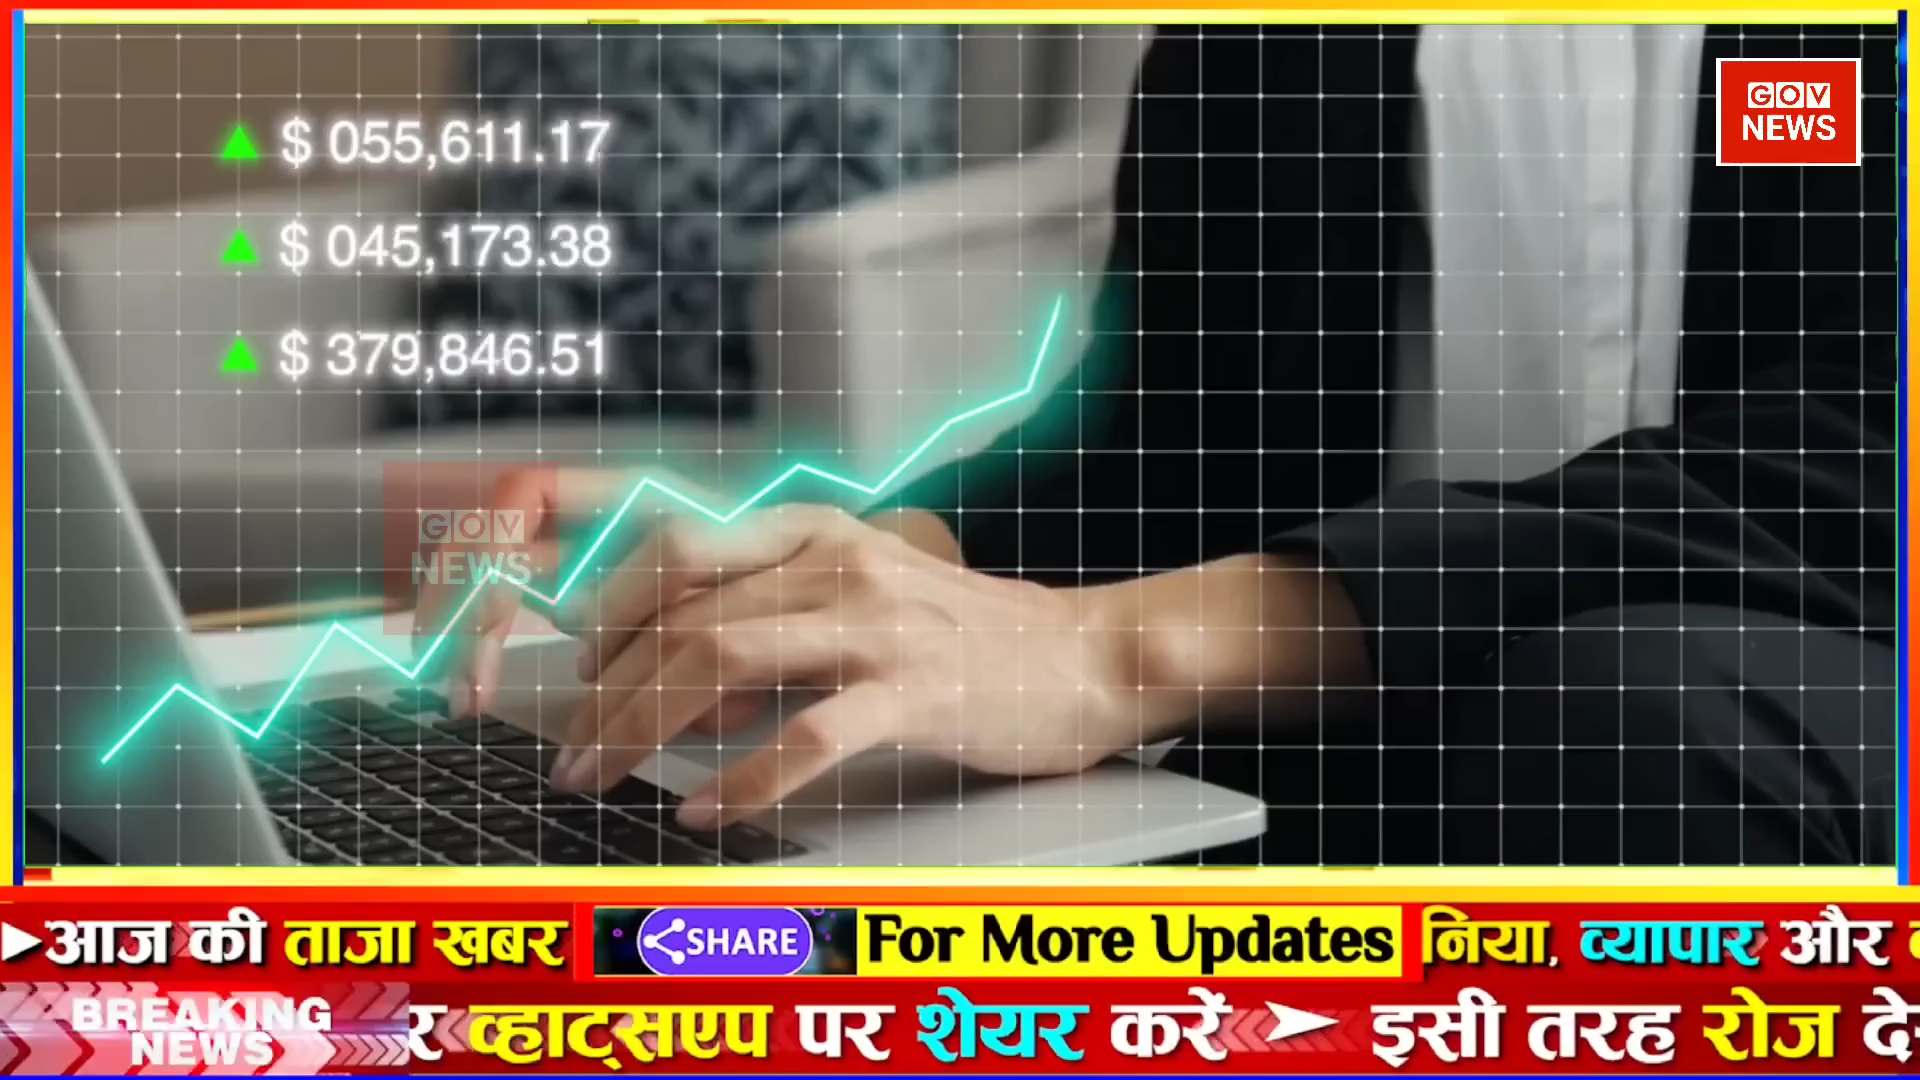 $ 055,611.17
$ 045,173.38
$ 379,846.51
GOV
NEWS
GOV
NEWS
आज की ताजा खबर
SHARE
For More Updates
निया, व्यापार और
BREAKING
NEWS
व्हाट्सएप पर शेयर करें ➤ इसी तरह रोज